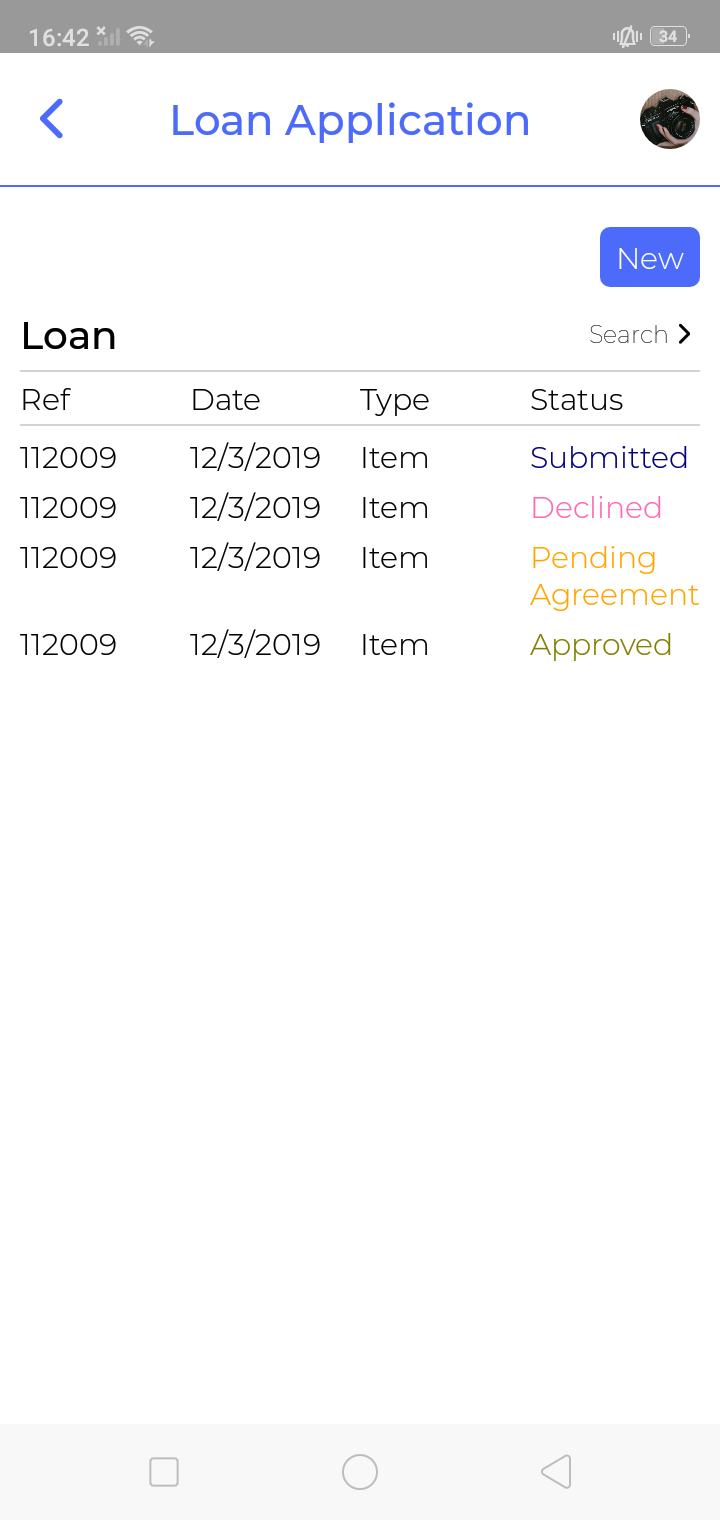 16:42 34
Loan Application
New
Loan Search
Ref Date Type Status
112009 12/3/2019 Item Submitted
112009 12/3/2019 Item Declined
112009 12/3/2019 Item Pending
Agreement
112009 12/3/2019 Item Approved